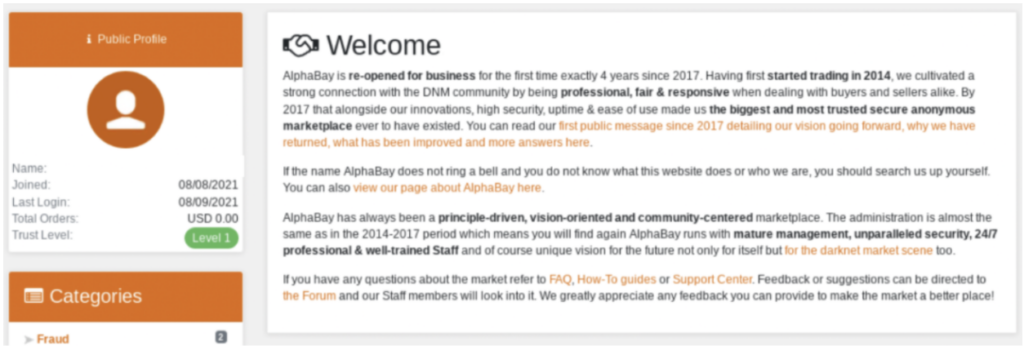 Public Profile
Name:
Joined: 08/08/2021
Last Login: 08/09/2021
Total Orders: USD 0.00
Trust Level: Level 1
Categories
Fraud 2
Welcome
AlphaBay is re-opened for business for the first time exactly 4 years since 2017. Having first started trading in 2014, we cultivated a
strong connection with the DNM community by being professional, fair & responsive when dealing with buyers and sellers alike. By
2017 that alongside our innovations, high security, uptime & ease of use made us the biggest and most trusted secure anonymous
marketplace ever to have existed. You can read our first public message since 2017 detailing our vision going forward, why we have
returned, what has been improved and more answers here.
If the name AlphaBay does not ring a bell and you do not know what this website does or who we are, you should search us up yourself.
You can also view our page about AlphaBay here.
AlphaBay has always been a principle-driven, vision-oriented and community-centered marketplace. The administration is almost the
same as in the 2014-2017 period which means you will find again AlphaBay runs with mature management, unparalleled security, 24/7
professional & well-trained Staff and of course unique vision for the future not only for itself but for the darknet market scene too.
If you have any questions about the market refer to FAQ, How-To guides or Support Center. Feedback or suggestions can be directed to
the Forum and our Staff members will look into it. We greatly appreciate any feedback you can provide to make the market a better place!